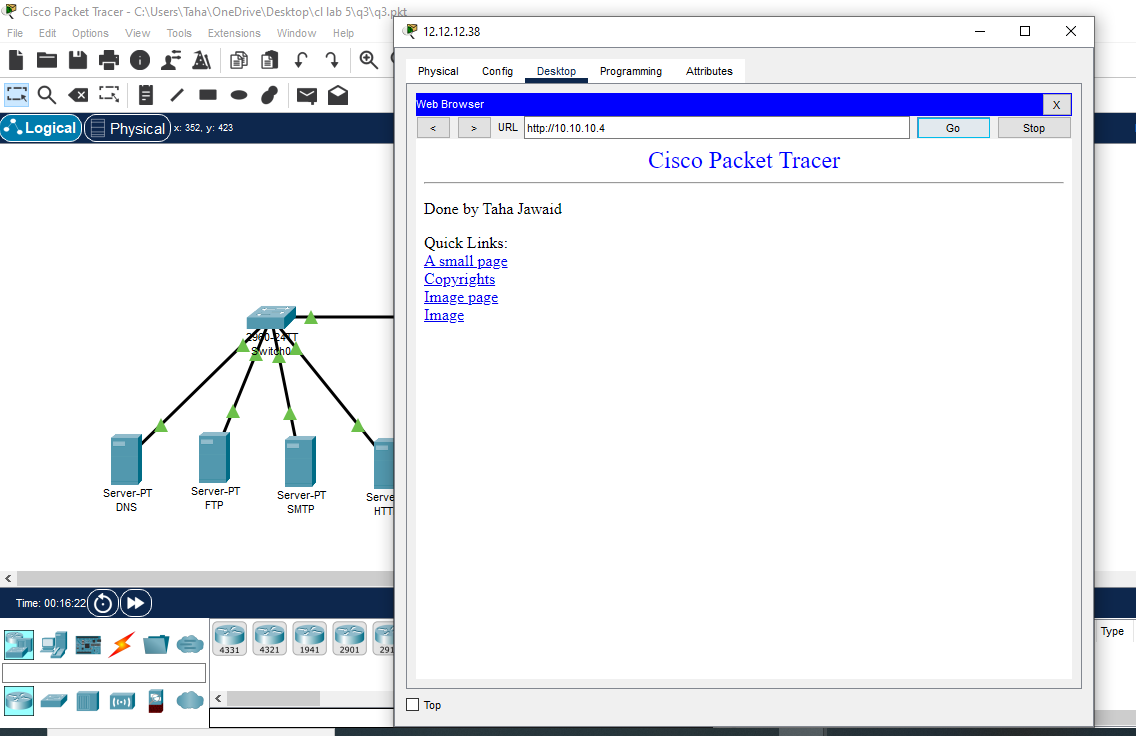 Cisco Packet Tracer - C:\Users\Taha\OneDrive\Desktop\cl lab 5\q3\q3.pkt
File Edit Options View Tools Extensions Window Help
Logical
Physical
x: 352, y: 423
2960-24TT
Switch0
Server-PT
DNS
Server-PT
FTP
Server-PT
SMTP
Serve
HTT
Time: 00:16:22
4331
4321
1941
2901
291
Type
12.12.12.38
Physical Config Desktop Programming Attributes
Web Browser
X
< > URL http://10.10.10.4 Go Stop
Cisco Packet Tracer
Done by Taha Jawaid
Quick Links:
A small page
Copyrights
Image page
Image
Top